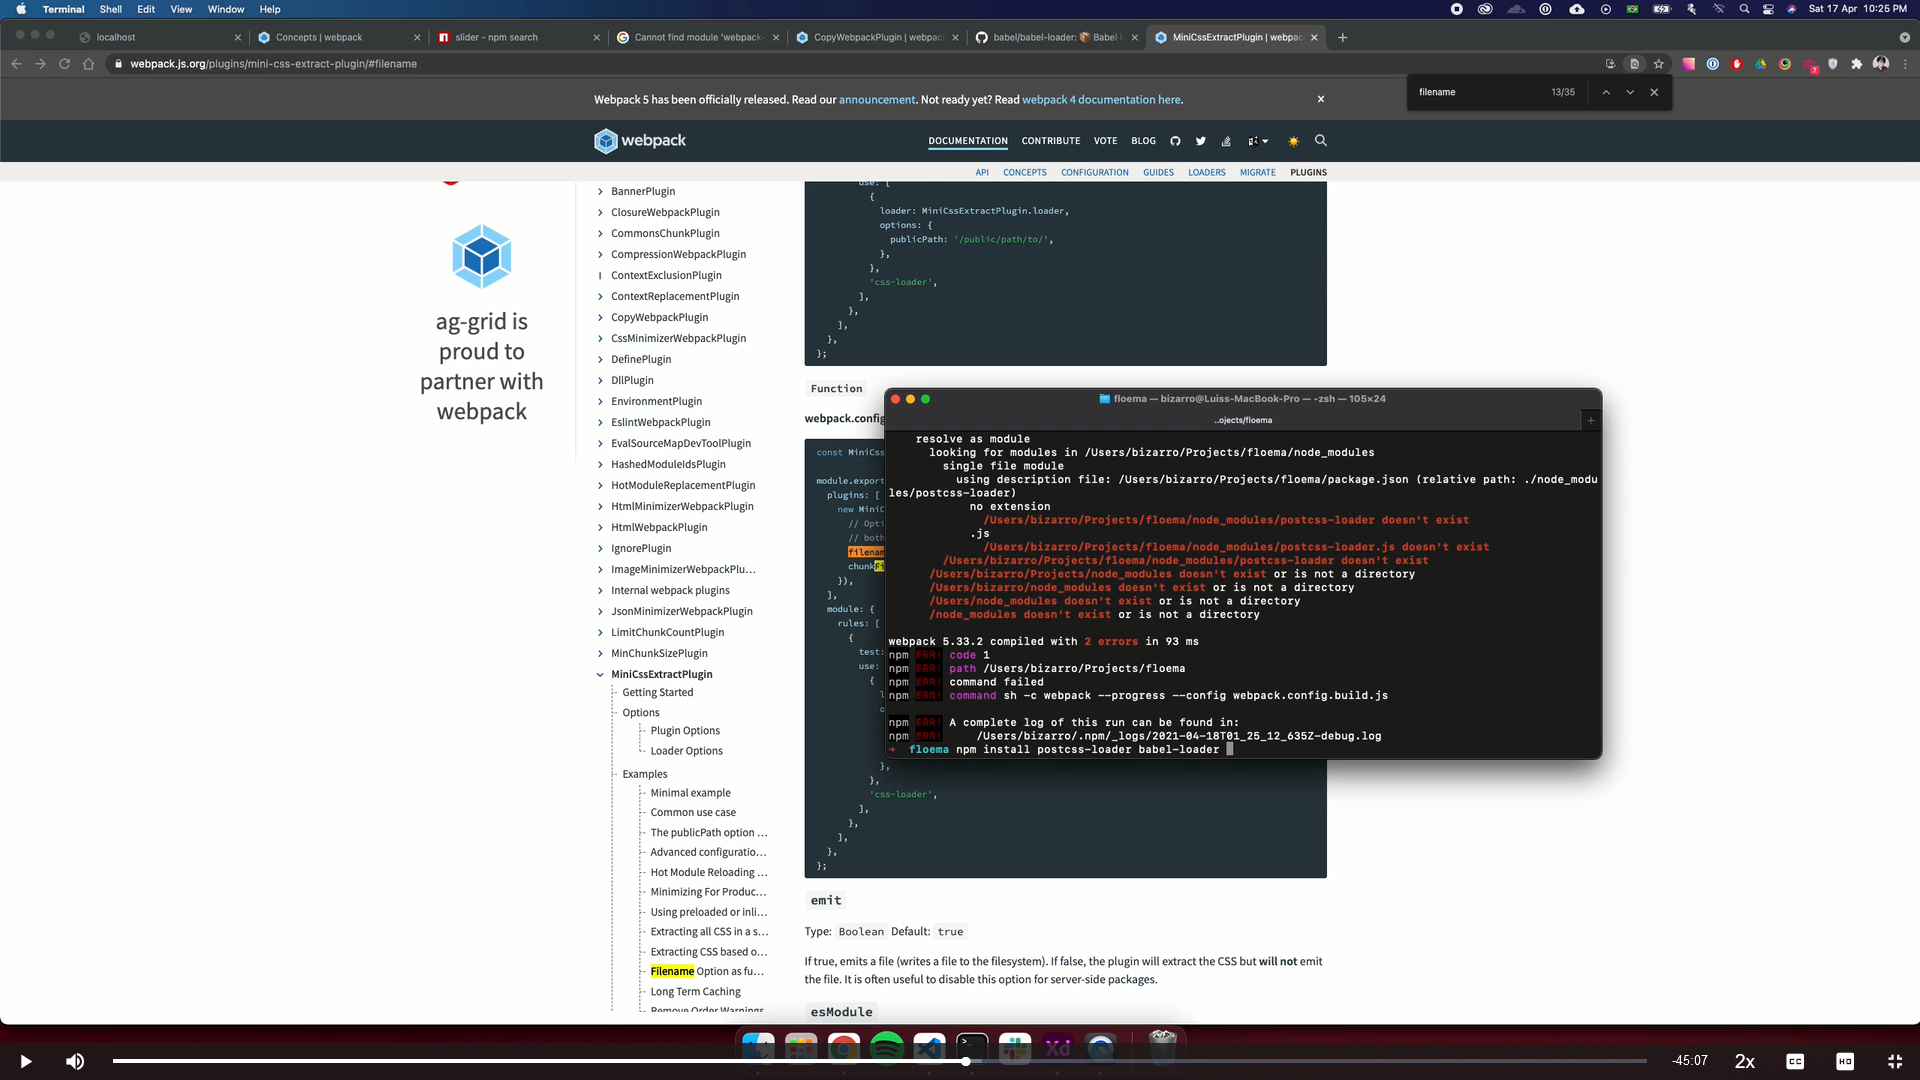 Terminal Shell Edit View Window Help
Sat 17 Apr 10:25 PM
localhost
Concepts | webpack
slider - npm search
Cannot find module 'webpack-
CopyWebpackPlugin | webpac
babel/babel-loader: Babel
MiniCssExtractPlugin | webpac
webpack.js.org/plugins/mini-css-extract-plugin/#filename
7
filename 13/35
Webpack 5 has been officially released. Read our announcement. Not ready yet? Read webpack 4 documentation here.
webpack
DOCUMENTATION CONTRIBUTE VOTE BLOG
API CONCEPTS CONFIGURATION GUIDES LOADERS MIGRATE PLUGINS
ag-grid is
proud to
partner with
webpack
BannerPlugin
ClosureWebpackPlugin
CommonsChunkPlugin
CompressionWebpackPlugin
ContextExclusionPlugin
ContextReplacementPlugin
CopyWebpackPlugin
CssMinimizerWebpackPlugin
DefinePlugin
DllPlugin
EnvironmentPlugin
EslintWebpackPlugin
EvalSourceMapDevToolPlugin
HashedModuleIdsPlugin
HotModuleReplacementPlugin
HtmlMinimizerWebpackPlugin
HtmlWebpackPlugin
IgnorePlugin
ImageMinimizerWebpackPlu...
Internal webpack plugins
JsonMinimizerWebpackPlugin
LimitChunkCountPlugin
MinChunkSizePlugin
MiniCssExtractPlugin
Getting Started
Options
Plugin Options
Loader Options
Examples
Minimal example
Common use case
The publicPath option ...
Advanced configuratio...
Hot Module Reloading ...
Minimizing For Produc...
Using preloaded or inli...
Extracting all CSS in a s...
Extracting CSS based o...
Filename Option as fu...
Long Term Caching
Remove Order Warnings
use: [
{
loader: MiniCssExtractPlugin.loader,
options: {
publicPath: '/public/path/to/',
},
},
'css-loader',
],
},
],
},
};
Function
webpack.config
const MiniCss
module.export
plugins: [
new MiniC
// Opti
// both
filenam
chunkFi
}),
],
module: {
rules: [
{
test:
use:
{
l
o
},
},
'css-loader',
],
},
],
},
};
emit
Type: Boolean Default: true
If true, emits a file (writes a file to the filesystem). If false, the plugin will extract the CSS but will not emit
the file. It is often useful to disable this option for server-side packages.
esModule
floema — bizarro@Luiss-MacBook-Pro — -zsh — 105×24
..ojects/floema
resolve as module
looking for modules in /Users/bizarro/Projects/floema/node_modules
single file module
using description file: /Users/bizarro/Projects/floema/package.json (relative path: ./node_modu
les/postcss-loader)
no extension
/Users/bizarro/Projects/floema/node_modules/postcss-loader doesn't exist
.js
/Users/bizarro/Projects/floema/node_modules/postcss-loader.js doesn't exist
/Users/bizarro/Projects/floema/node_modules/postcss-loader doesn't exist
/Users/bizarro/Projects/node_modules doesn't exist or is not a directory
/Users/bizarro/node_modules doesn't exist or is not a directory
/Users/node_modules doesn't exist or is not a directory
/node_modules doesn't exist or is not a directory
webpack 5.33.2 compiled with 2 errors in 93 ms
npm ERR! code 1
npm ERR! path /Users/bizarro/Projects/floema
npm ERR! command failed
npm ERR! command sh -c webpack --progress --config webpack.config.build.js
npm ERR! A complete log of this run can be found in:
npm ERR! /Users/bizarro/.npm/_logs/2021-04-18T01_25_12_635Z-debug.log
→ floema npm install postcss-loader babel-loader
Xd
-45:07
2x
CC
HD